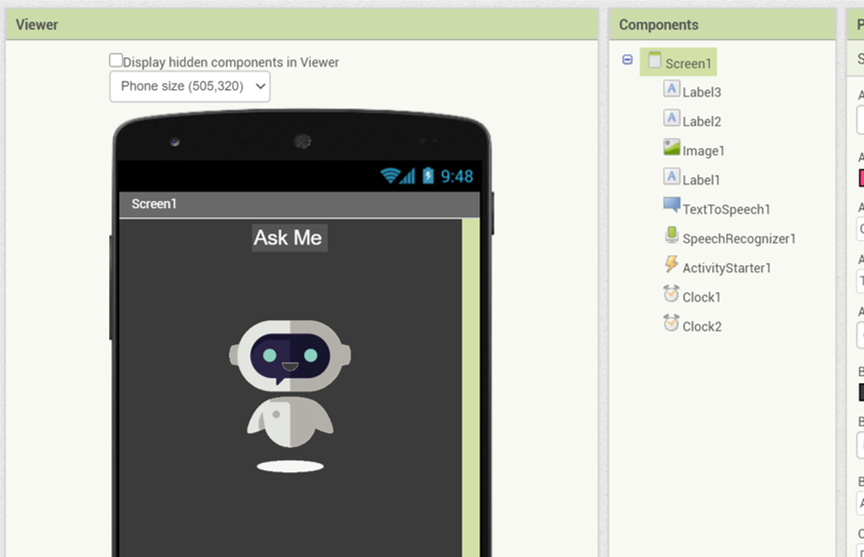 Viewer
Display hidden components in Viewer
Phone size (505,320)
9:48
Screen1
Ask Me
Components
Screen1
Label3
Label2
Image1
Label1
TextToSpeech1
SpeechRecognizer1
ActivityStarter1
Clock1
Clock2